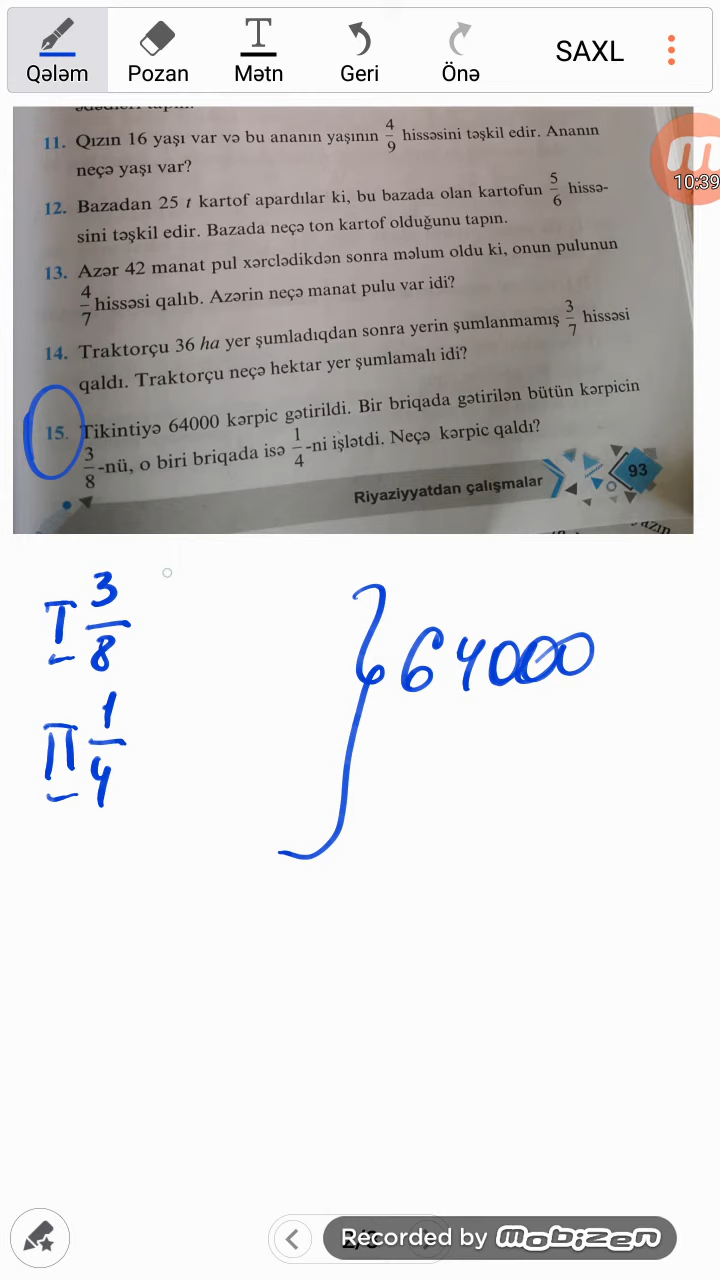 Qələm Pozan Mətn Geri Önə SAXL
10:39
11. Qızın 16 yaşı var və bu ananın yaşının 4/9 hissəsini təşkil edir. Ananın
neçə yaşı var?
12. Bazadan 25 t kartof apardılar ki, bu bazada olan kartofun 5/6 hissə-
sini təşkil edir. Bazada neçə ton kartof olduğunu tapın.
13. Azər 42 manat pul xərclədikdən sonra məlum oldu ki, onun pulunun
4/7 hissəsi qalıb. Azərin neçə manat pulu var idi?
14. Traktorçu 36 ha yer şumladıqdan sonra yerin şumlanmamış 3/7 hissəsi
qaldı. Traktorçu neçə hektar yer şumlamalı idi?
15. Tikintiyə 64000 kərpic gətirildi. Bir briqada gətirilən bütün kərpicin
3/8-nü, o biri briqada isə 1/4-ni işlətdi. Neçə kərpic qaldı?
Riyaziyyatdan çalışmalar 93
I 3/8
64000
II 1/4
Recorded by mobizen